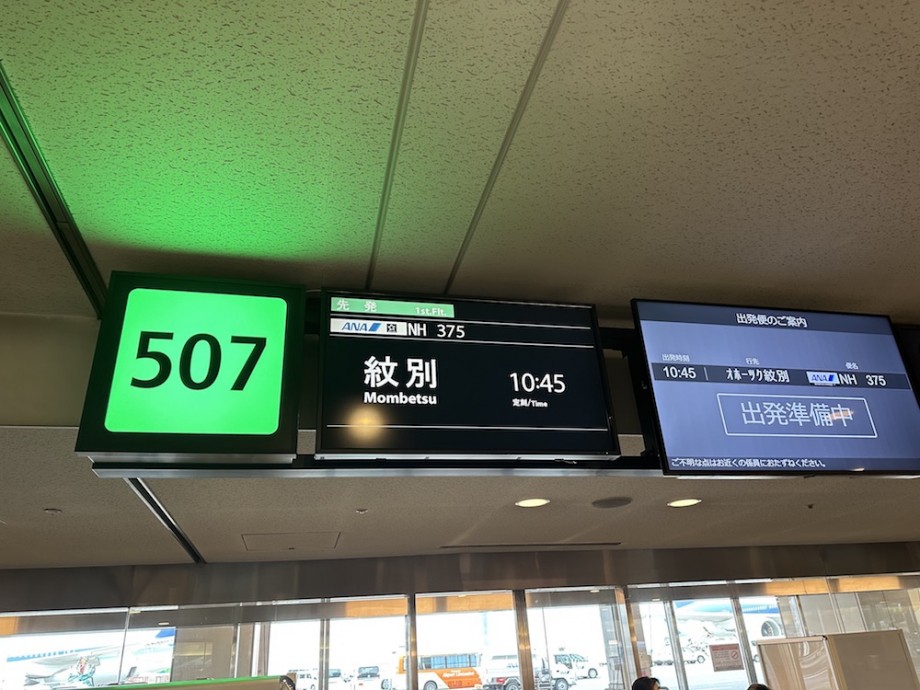 507
先発 1st.Flt.
ANA NH 375
紋別
Mombetsu
10:45
定刻/Time
出発便のご案内
出発時刻 行先 便名
10:45 オホーツク紋別 ANA NH 375
出発準備中
ご不明な点はお近くの係員におたずねください。